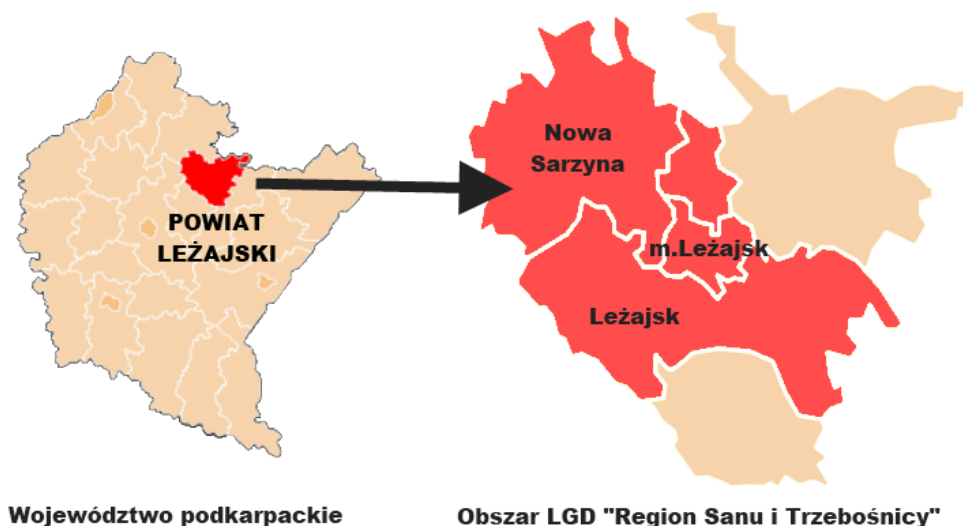 POWIAT
LEŻAJSKI
Nowa
Sarzyna
m.Leżajsk
Leżajsk
Województwo podkarpackie
Obszar LGD "Region Sanu i Trzebośnicy"